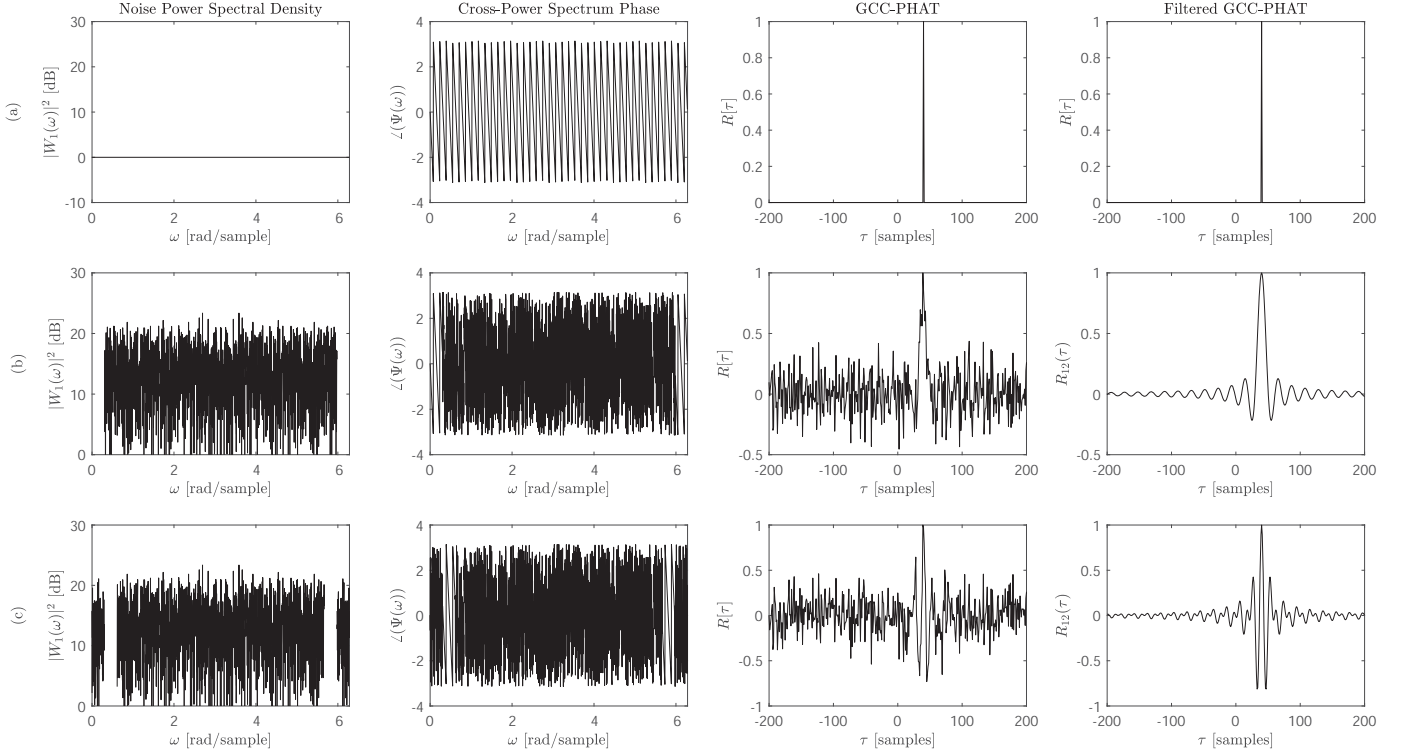 Noise Power Spectral Density
Cross-Power Spectrum Phase
GCC-PHAT
Filtered GCC-PHAT
(a)
|W₁(ω)|² [dB]
30
20
10
0
-10
0 2 4 6
ω [rad/sample]
∠(Ψ(ω))
4
2
0
-2
-4
0 2 4 6
ω [rad/sample]
R[τ]
1
0.8
0.6
0.4
0.2
0
-200 -100 0 100 200
τ [samples]
R[τ]
1
0.8
0.6
0.4
0.2
0
-200 -100 0 100 200
τ [samples]
(b)
|W₁(ω)|² [dB]
30
20
10
0
0 2 4 6
ω [rad/sample]
∠(Ψ(ω))
4
2
0
-2
-4
0 2 4 6
ω [rad/sample]
R[τ]
1
0.5
0
-0.5
-200 -100 0 100 200
τ [samples]
R₁₂(τ)
1
0.5
0
-0.5
-200 -100 0 100 200
τ [samples]
(c)
|W₁(ω)|² [dB]
30
20
10
0
0 2 4 6
ω [rad/sample]
∠(Ψ(ω))
4
2
0
-2
-4
0 2 4 6
ω [rad/sample]
R[τ]
1
0.5
0
-0.5
-1
-200 -100 0 100 200
τ [samples]
R₁₂(τ)
1
0.5
0
-0.5
-1
-200 -100 0 100 200
τ [samples]